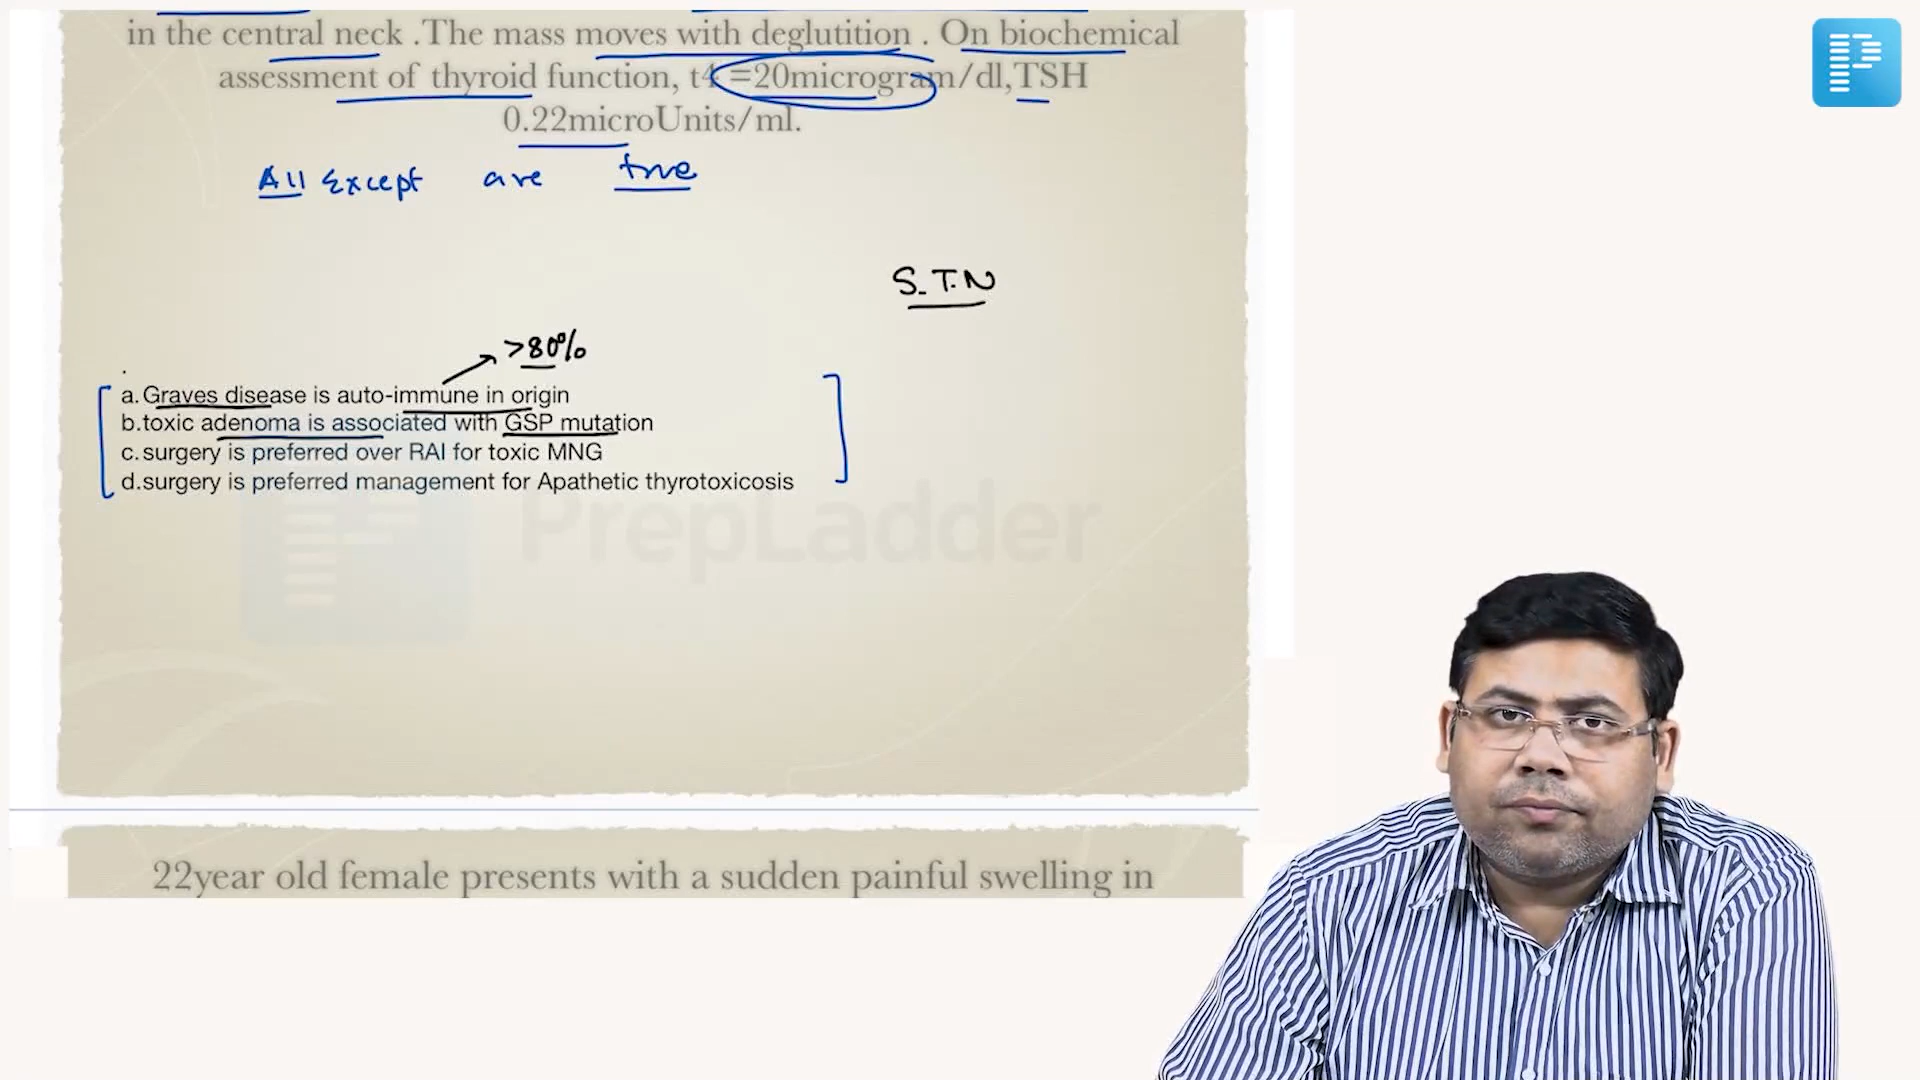 in the central neck .The mass moves with deglutition . On biochemical
assessment of thyroid function, t4 =20microgram/dl,TSH
0.22microUnits/ml.
All Except are true
S.T.N
>80%
a.Graves disease is auto-immune in origin
b.toxic adenoma is associated with GSP mutation
c.surgery is preferred over RAI for toxic MNG
d.surgery is preferred management for Apathetic thyrotoxicosis
PrepLadder
22year old female presents with a sudden painful swelling in